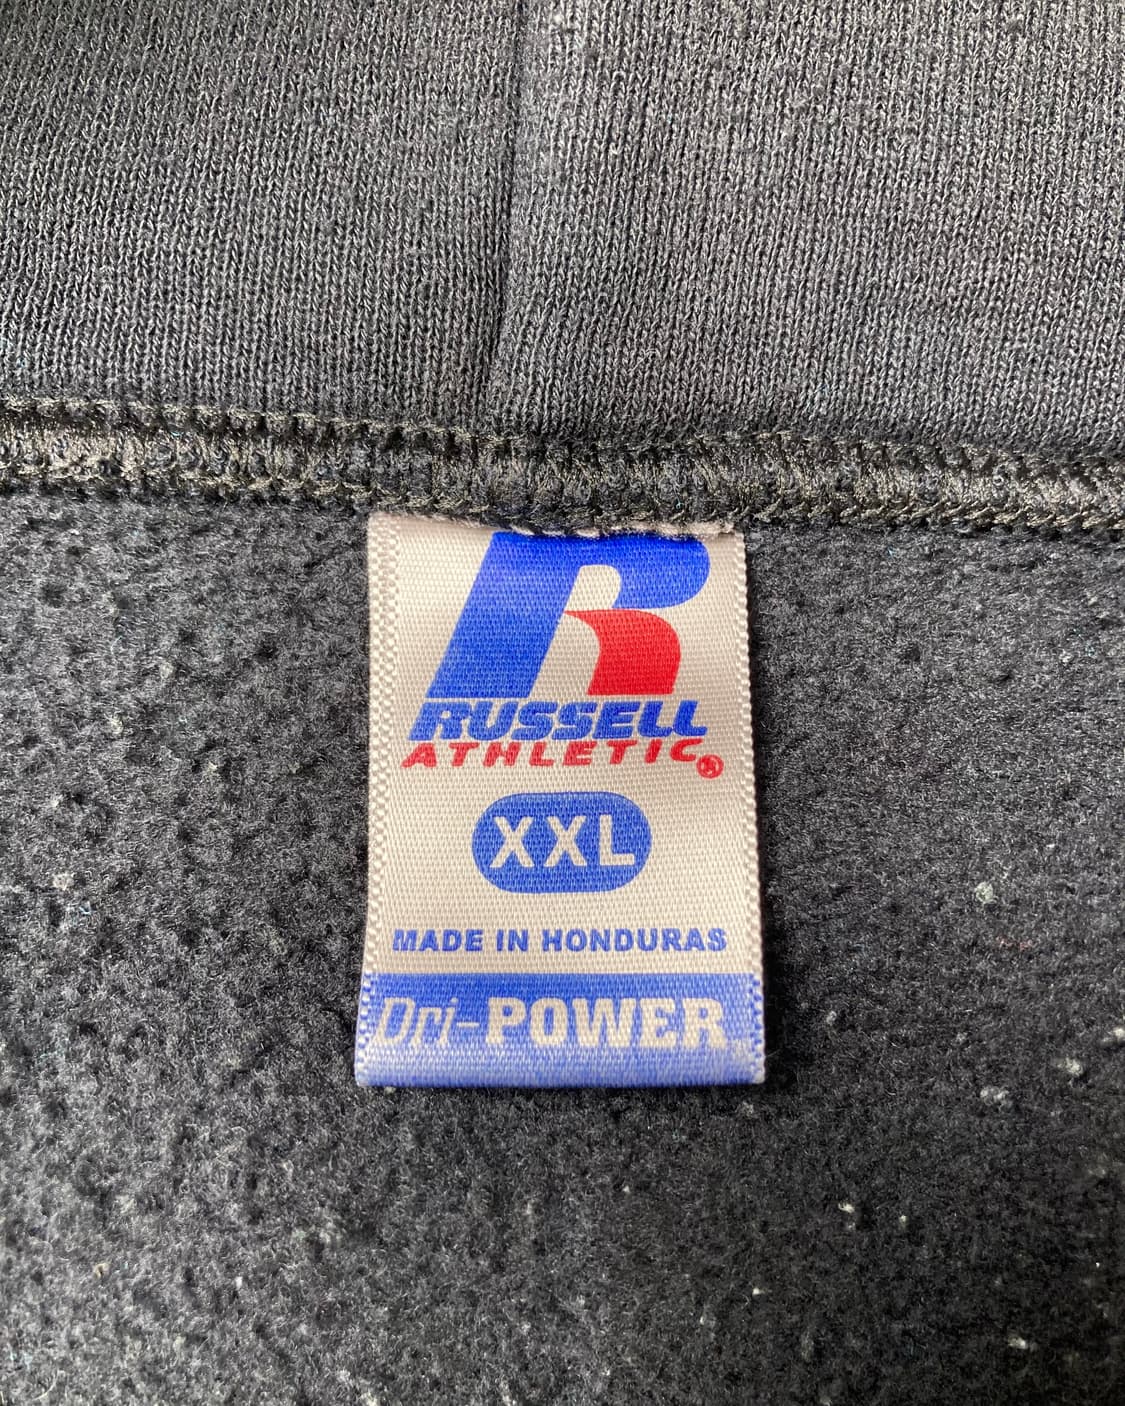 R
RUSSELL
ATHLETIC®
XXL
MADE IN HONDURAS
Dri-POWER